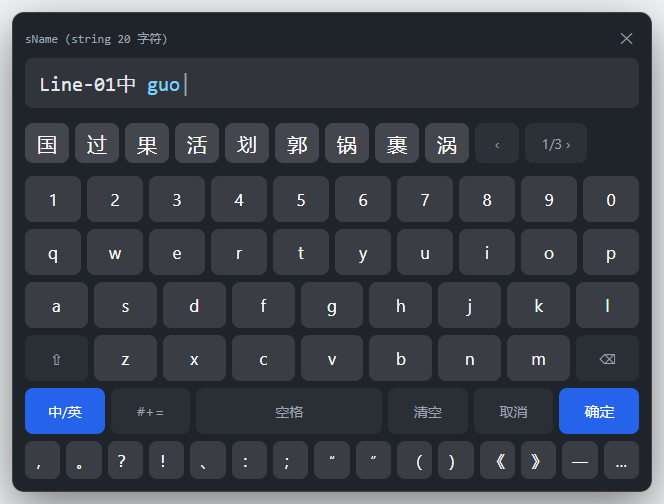 sName (string 20 字符)
Line-01中 guo
国 过 果 活 划 郭 锅 裹 涡 ‹ 1/3 ›
1 2 3 4 5 6 7 8 9 0
q w e r t y u i o p
a s d f g h j k l
⇧ z x c v b n m ⌫
中/英 #+= 空格 清空 取消 确定
， 。 ？ ！ 、 ： ； “ ” （ ） 《 》 — …